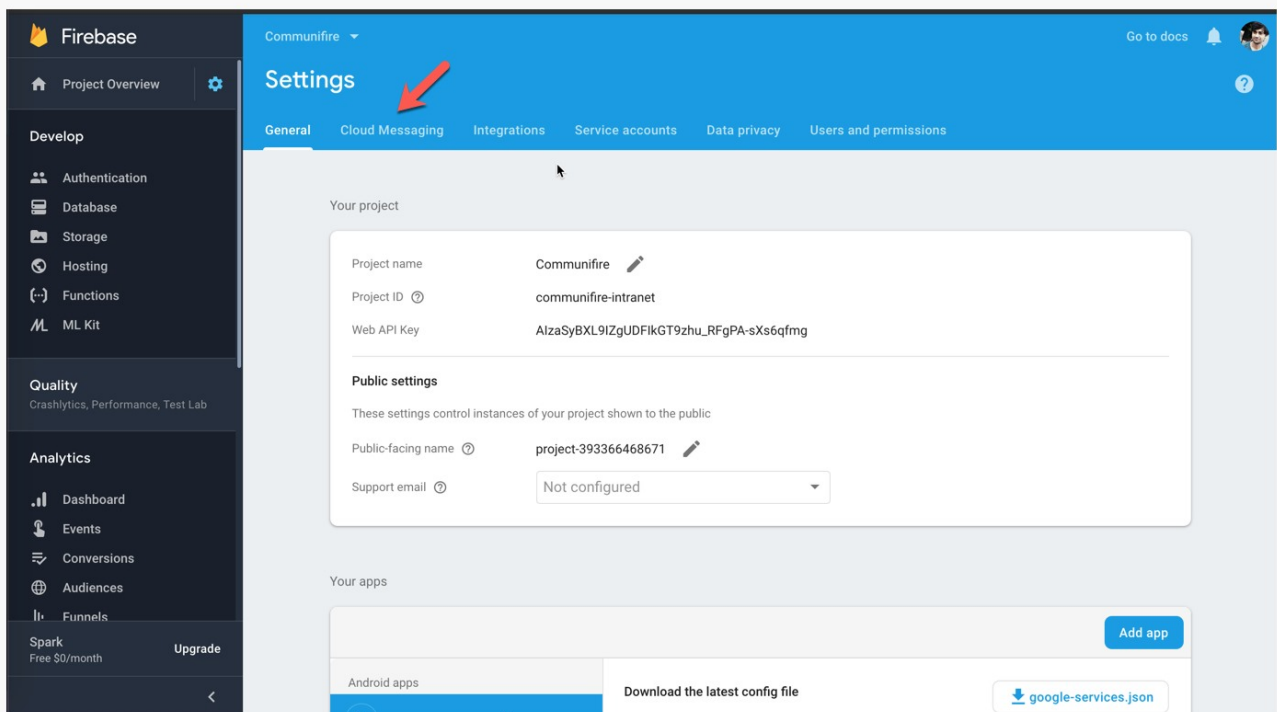 Firebase
Project Overview
Develop
Authentication
Database
Storage
Hosting
Functions
ML Kit
Quality
Crashlytics, Performance, Test Lab
Analytics
Dashboard
Events
Conversions
Audiences
Funnels
Spark
Free $0/month
Upgrade
Communifire
Go to docs
Settings
General Cloud Messaging Integrations Service accounts Data privacy Users and permissions
Your project
Project name Communifire
Project ID communifire-intranet
Web API Key AIzaSyBXL9IZgUDFIkGT9zhu_RFgPA-sXs6qfmg
Public settings
These settings control instances of your project shown to the public
Public-facing name project-393366468671
Support email Not configured
Your apps
Add app
Android apps
Download the latest config file
google-services.json